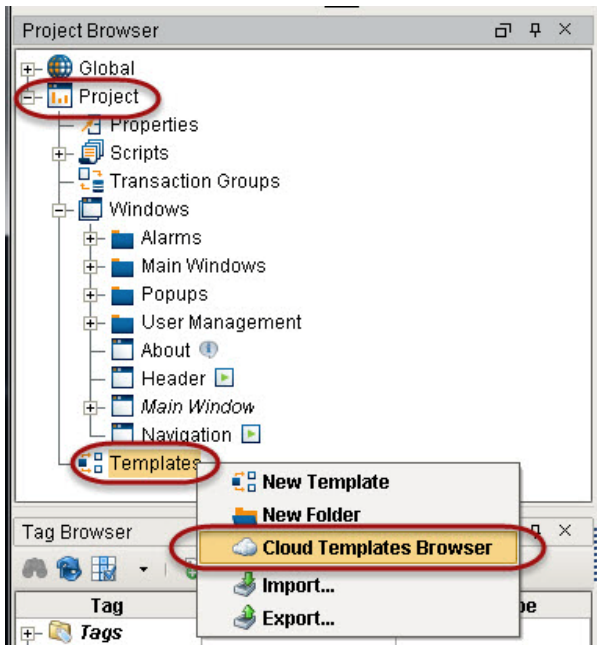 Project Browser
Global
Project
Properties
Scripts
Transaction Groups
Windows
Alarms
Main Windows
Popups
User Management
About
Header
Main Window
Navigation
Templates
New Template
New Folder
Cloud Templates Browser
Import...
Export...
Tag Browser
Tag
Tags